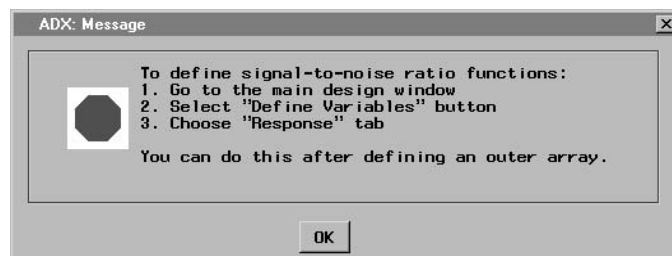 ADX: Message
To define signal-to-noise ratio functions:
1. Go to the main design window
2. Select "Define Variables" button
3. Choose "Response" tab
You can do this after defining an outer array.
OK